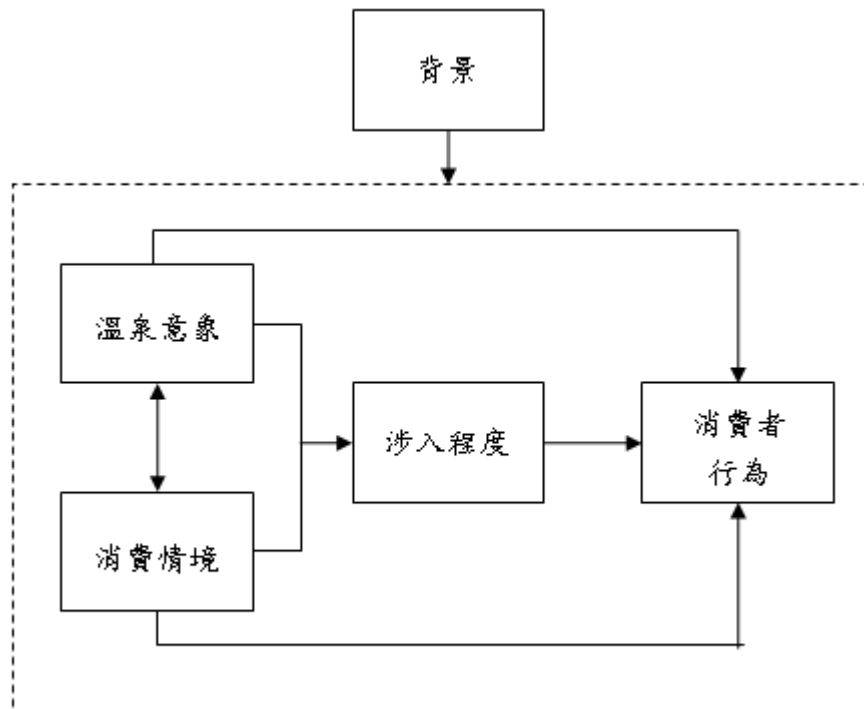 背景
溫泉意象
涉入程度
消費者
行為
消費情境